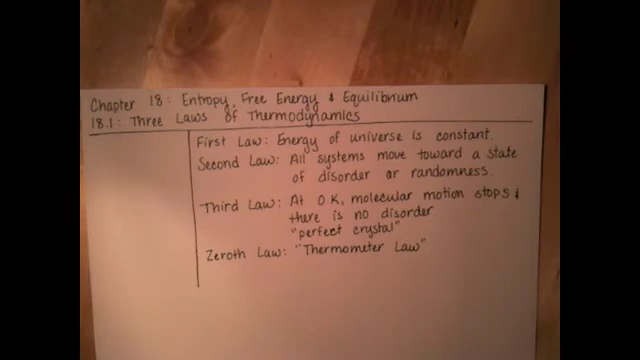 Chapter 18: Entropy, Free Energy & Equilibrium
18.1: Three Laws of Thermodynamics
First Law: Energy of universe is constant.
Second Law: All systems move toward a state
of disorder or randomness.
Third Law: At 0 K, molecular motion stops &
there is no disorder
"perfect crystal"
Zeroth Law: "Thermometer Law"